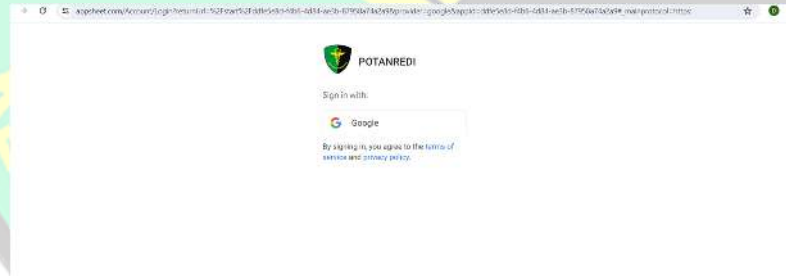 POTANREDI
Sign in with:
Google
By signing in, you agree to the terms of
service and privacy policy.